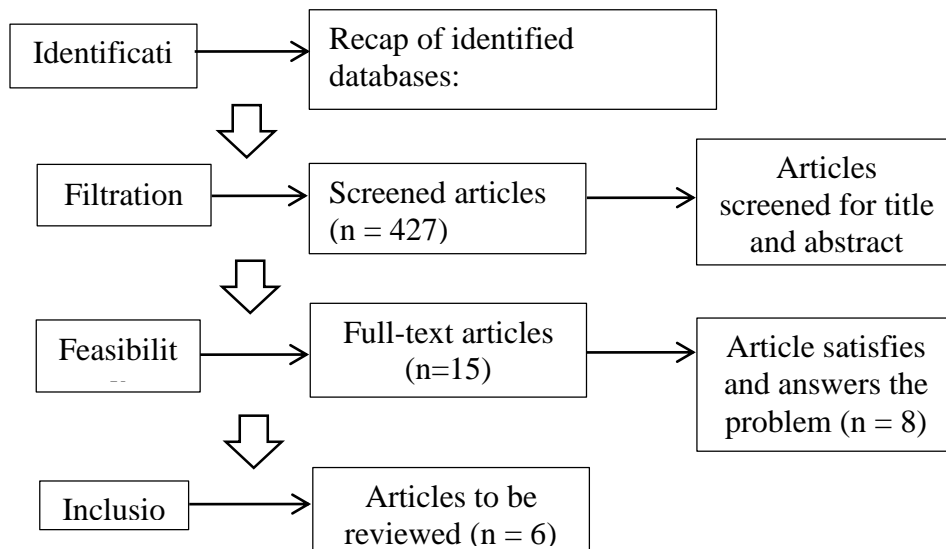 Identificati
Recap of identified
databases:
Filtration
Screened articles
(n = 427)
Articles
screened for title
and abstract
Feasibilit
Full-text articles
(n=15)
Article satisfies
and answers the
problem (n = 8)
Inclusio
Articles to be
reviewed (n = 6)